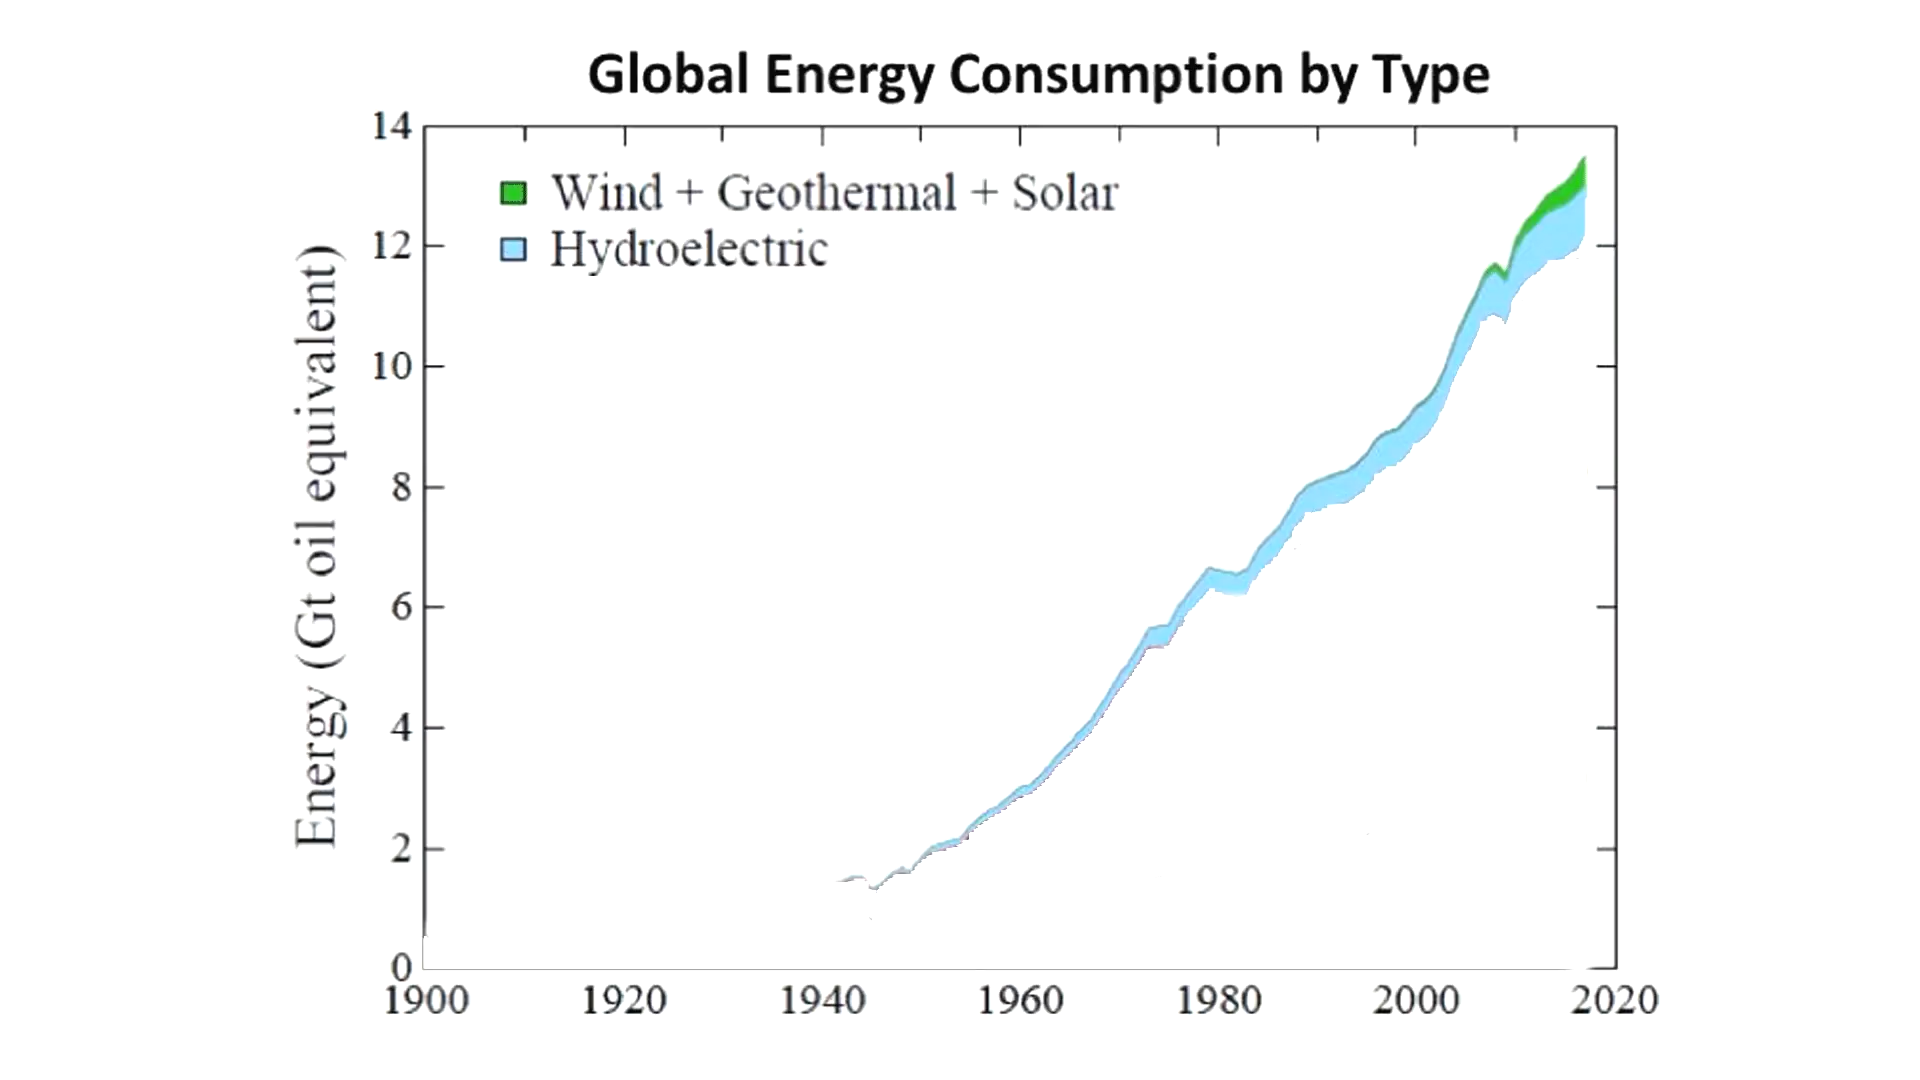 Global Energy Consumption by Type
Wind + Geothermal + Solar
Hydroelectric
Energy (Gt oil equivalent)
14
12
10
8
6
4
2
0
1900 1920 1940 1960 1980 2000 2020